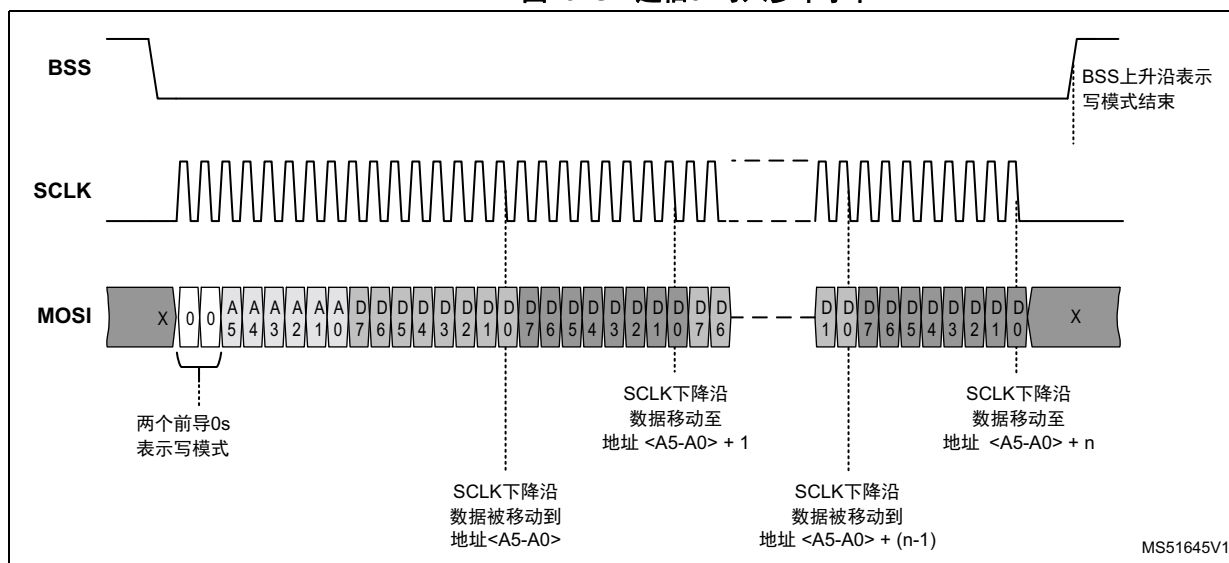 BSS
BSS上升沿表示
写模式结束
SCLK
MOSI X 0 0 A5 A4 A3 A2 A1 A0 D7 D6 D5 D4 D3 D2 D1 D0 D7 D6 D5 D4 D3 D2 D1 D0 D7 D6 D1 D0 D7 D6 D5 D4 D3 D2 D1 D0 X
两个前导0s
表示写模式
SCLK下降沿
数据移动至
地址 <A5-A0> + 1
SCLK下降沿
数据移动至
地址 <A5-A0> + n
SCLK下降沿
数据被移动到
地址<A5-A0>
SCLK下降沿
数据被移动到
地址 <A5-A0> + (n-1)
MS51645V1